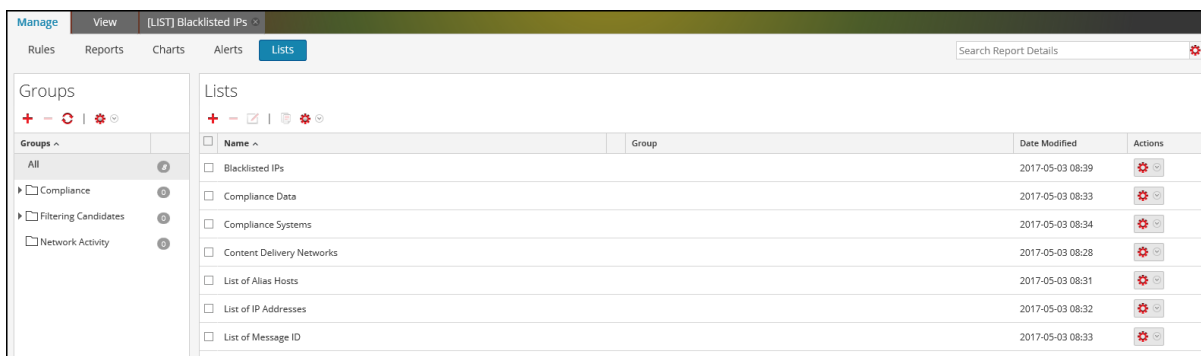 Manage View [LIST] Blacklisted IPs
Rules Reports Charts Alerts Lists Search Report Details
Groups
Lists
Groups
Name Group Date Modified Actions
All
Blacklisted IPs 2017-05-03 08:39
Compliance 0
Compliance Data 2017-05-03 08:33
Filtering Candidates 0
Compliance Systems 2017-05-03 08:34
Network Activity 0
Content Delivery Networks 2017-05-03 08:28
List of Alias Hosts 2017-05-03 08:31
List of IP Addresses 2017-05-03 08:32
List of Message ID 2017-05-03 08:33